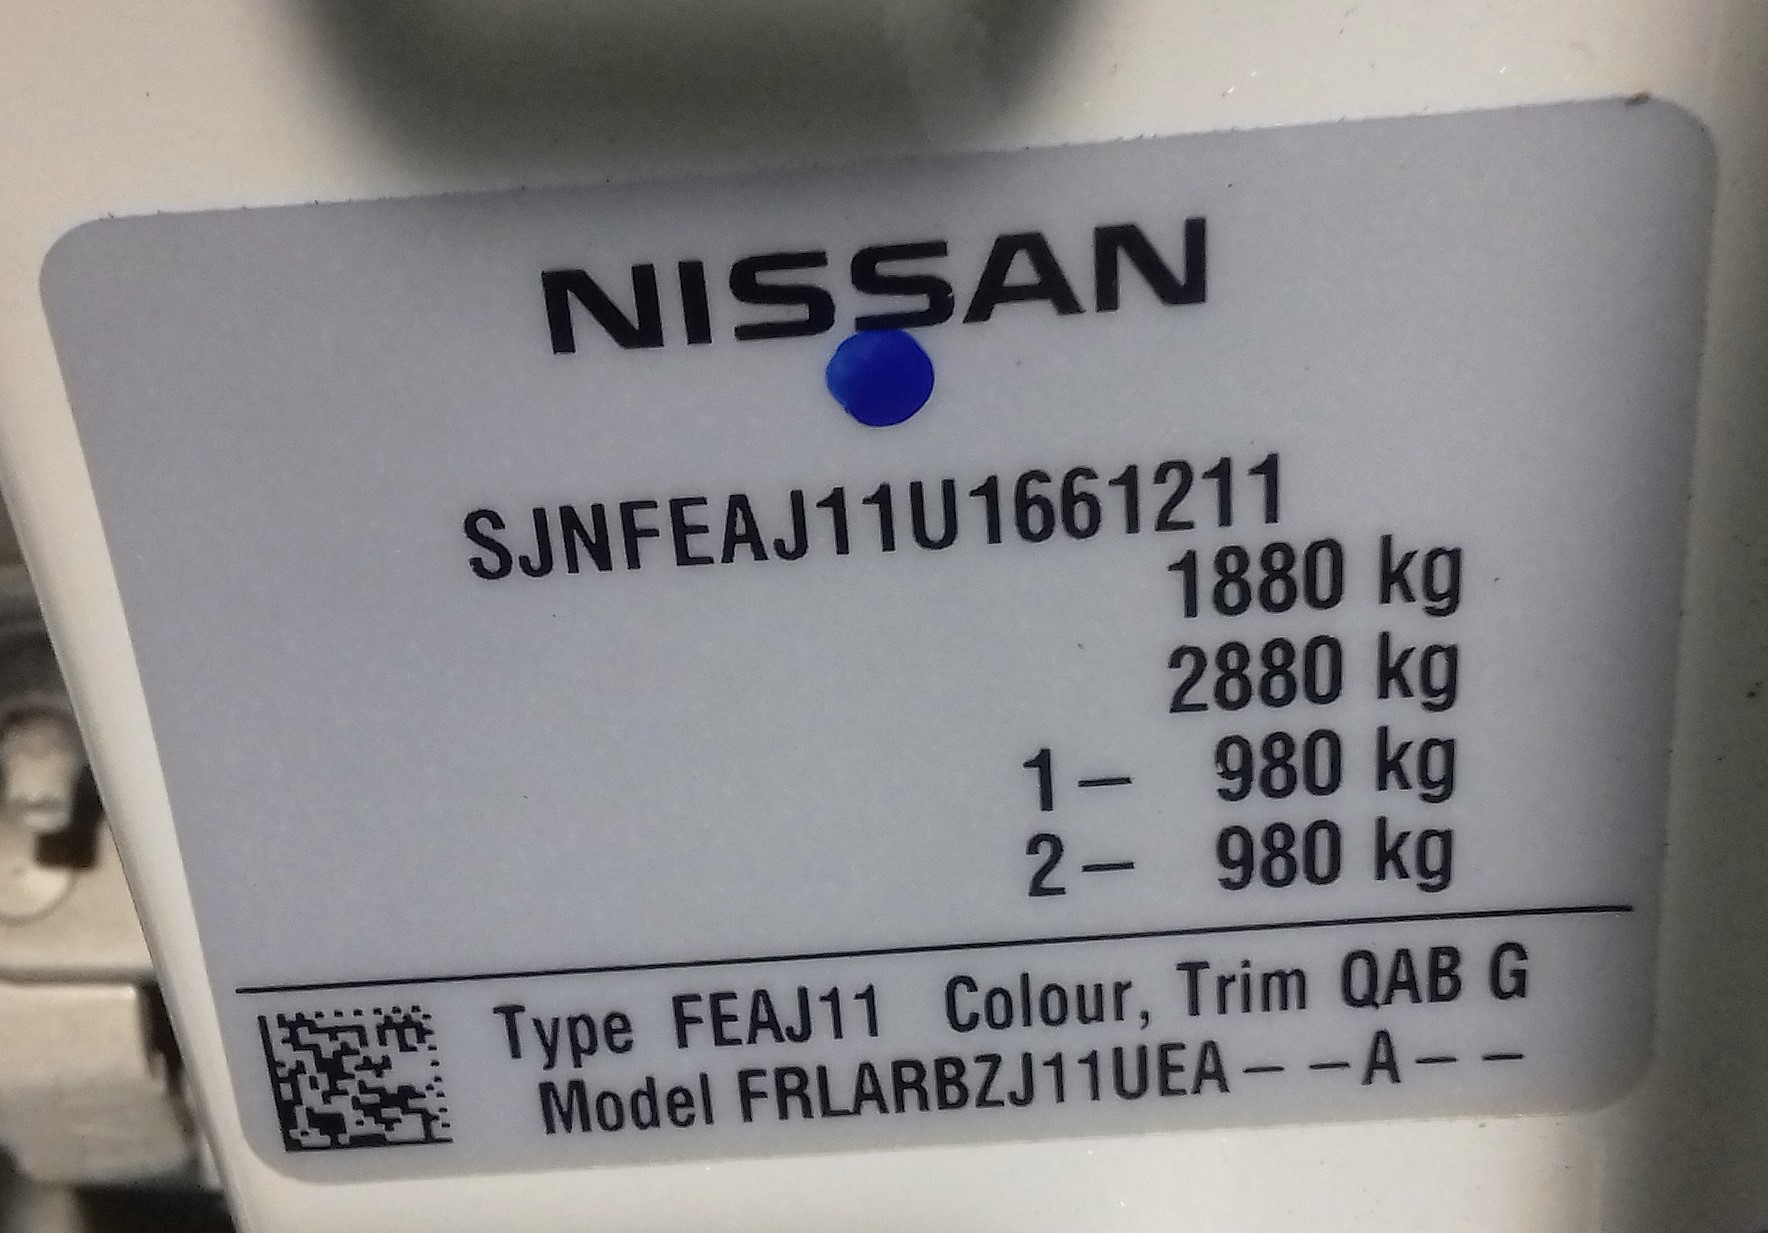 NISSAN
SJNFEAJ11U1661211
1880 kg
2880 kg
1– 980 kg
2– 980 kg
Type FEAJ11 Colour, Trim QAB G
Model FRLARBZJ11UEA––A––